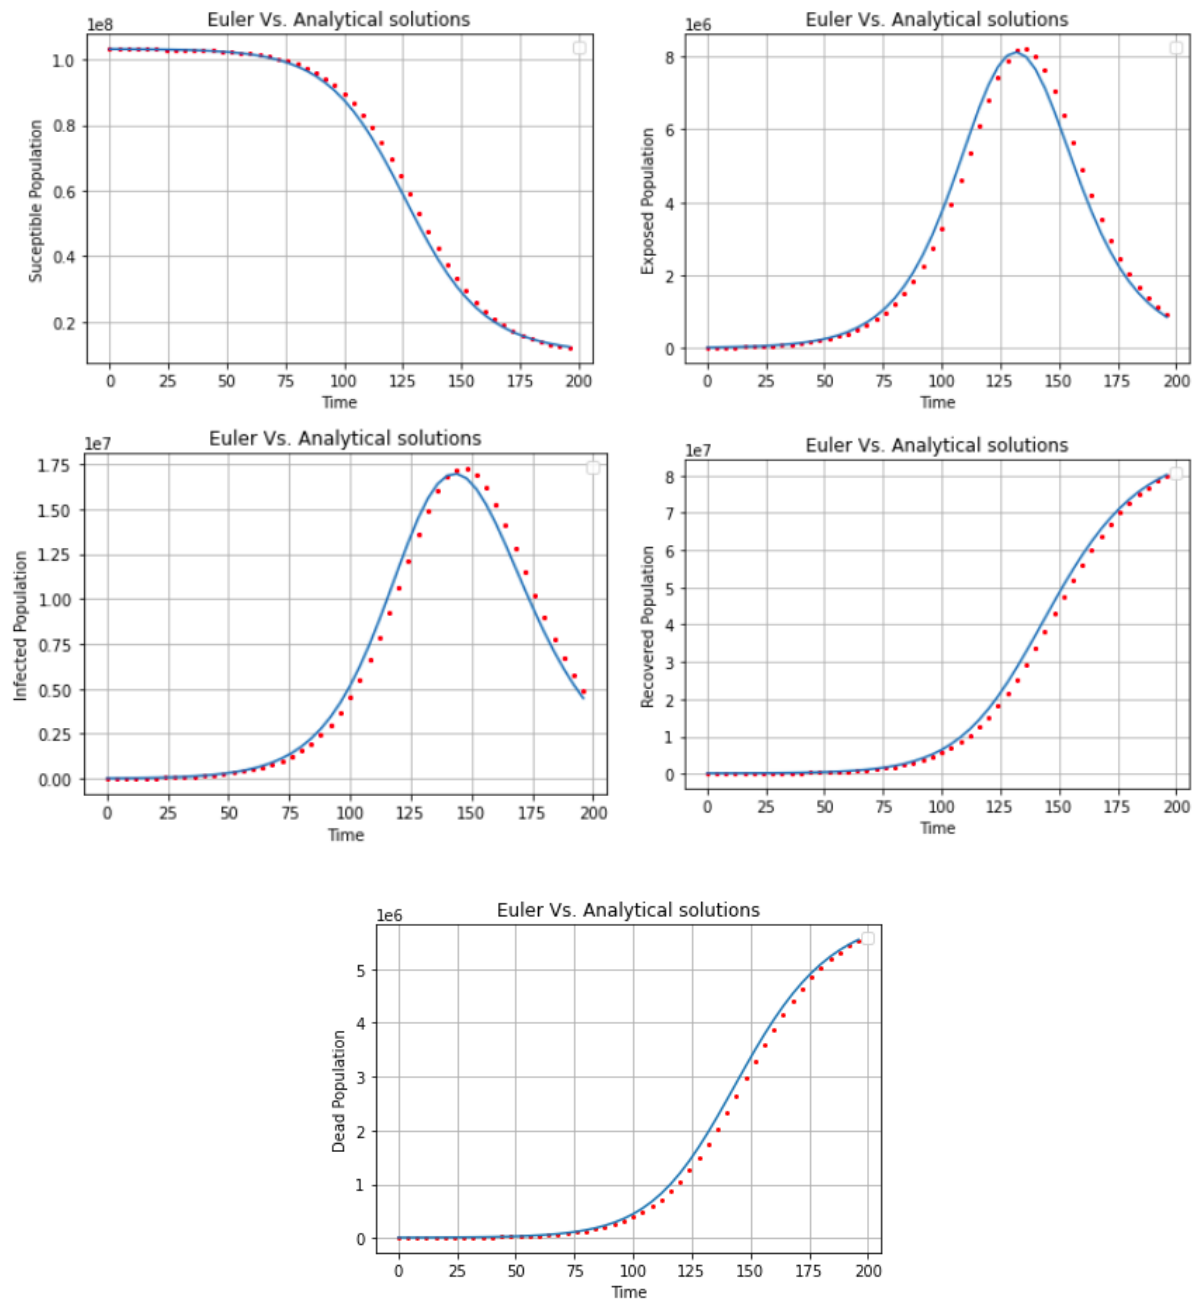 Euler Vs. Analytical solutions
1e8
Suceptible Population
1.0
0.8
0.6
0.4
0.2
0 25 50 75 100 125 150 175 200
Time
Euler Vs. Analytical solutions
1e6
Exposed Population
8
6
4
2
0
0 25 50 75 100 125 150 175 200
Time
Euler Vs. Analytical solutions
1e7
Infected Population
1.75
1.50
1.25
1.00
0.75
0.50
0.25
0.00
0 25 50 75 100 125 150 175 200
Time
Euler Vs. Analytical solutions
1e7
Recovered Population
8
7
6
5
4
3
2
1
0
0 25 50 75 100 125 150 175 200
Time
Euler Vs. Analytical solutions
1e6
Dead Population
5
4
3
2
1
0
0 25 50 75 100 125 150 175 200
Time